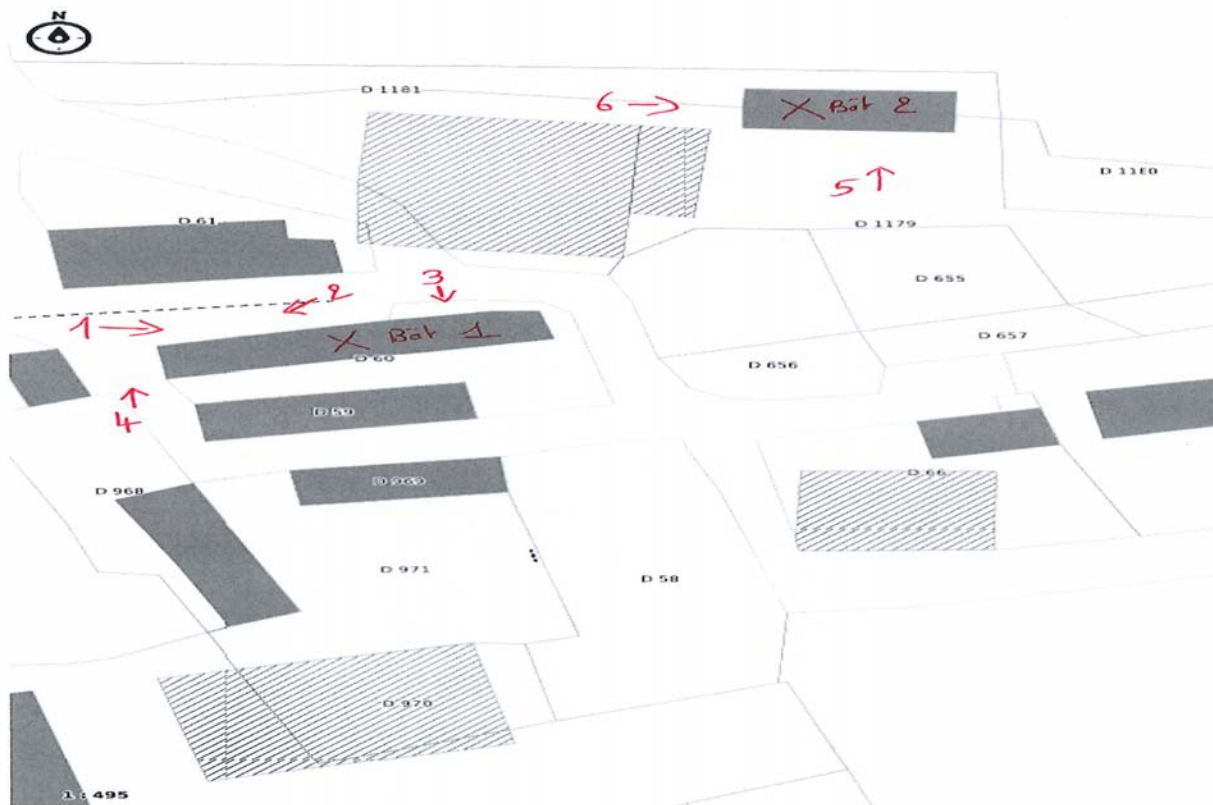 N
D 1181
6 →
X Bât 2
5 ↑
D 11E0
D 61
D 1179
3 ↓
← 2
D 655
1 →
X Bât 1
D 60
D 657
D 656
4 ↑
D 59
D 66
D 968
D 969
D 971
D 58
D 970
1 : 495